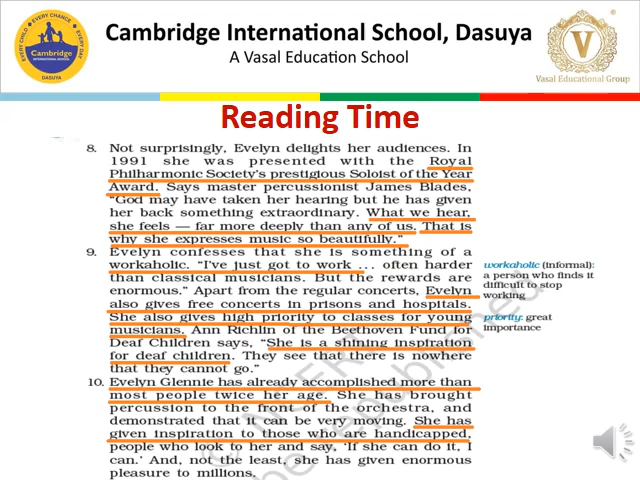 Cambridge International School, Dasuya
A Vasal Education School
EVERY CHILD • EVERY CHANCE • EVERY DAY
Cambridge
INTERNATIONAL SCHOOL
DASUYA
V
Vasal Educational Group
Reading Time
8. Not surprisingly, Evelyn delights her audiences. In
1991 she was presented with the Royal
Philharmonic Society's prestigious Soloist of the Year
Award. Says master percussionist James Blades,
“God may have taken her hearing but he has given
her back something extraordinary. What we hear,
she feels — far more deeply than any of us. That is
why she expresses music so beautifully.”
9. Evelyn confesses that she is something of a
workaholic. “I've just got to work . . . often harder
than classical musicians. But the rewards are
enormous.” Apart from the regular concerts, Evelyn
also gives free concerts in prisons and hospitals.
She also gives high priority to classes for young
musicians. Ann Richlin of the Beethoven Fund for
Deaf Children says, “She is a shining inspiration
for deaf children. They see that there is nowhere
that they cannot go.”
workaholic (informal):
a person who finds it
difficult to stop
working
priority: great
importance
10. Evelyn Glennie has already accomplished more than
most people twice her age. She has brought
percussion to the front of the orchestra, and
demonstrated that it can be very moving. She has
given inspiration to those who are handicapped,
people who look to her and say, ‘If she can do it, I
can.’ And, not the least, she has given enormous
pleasure to millions.